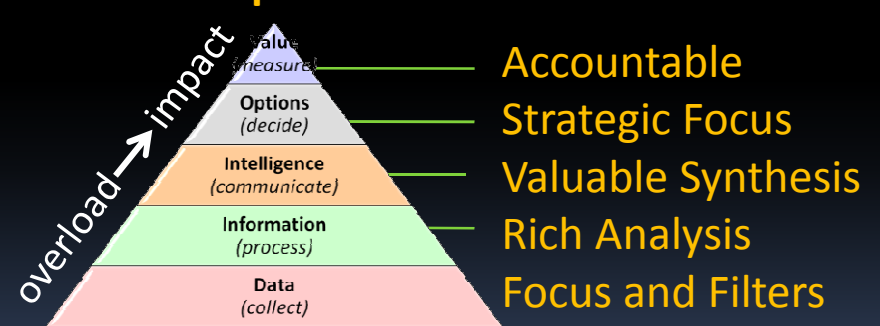 overload → impact
Value
(measure)
Options
(decide)
Intelligence
(communicate)
Information
(process)
Data
(collect)
Accountable
Strategic Focus
Valuable Synthesis
Rich Analysis
Focus and Filters